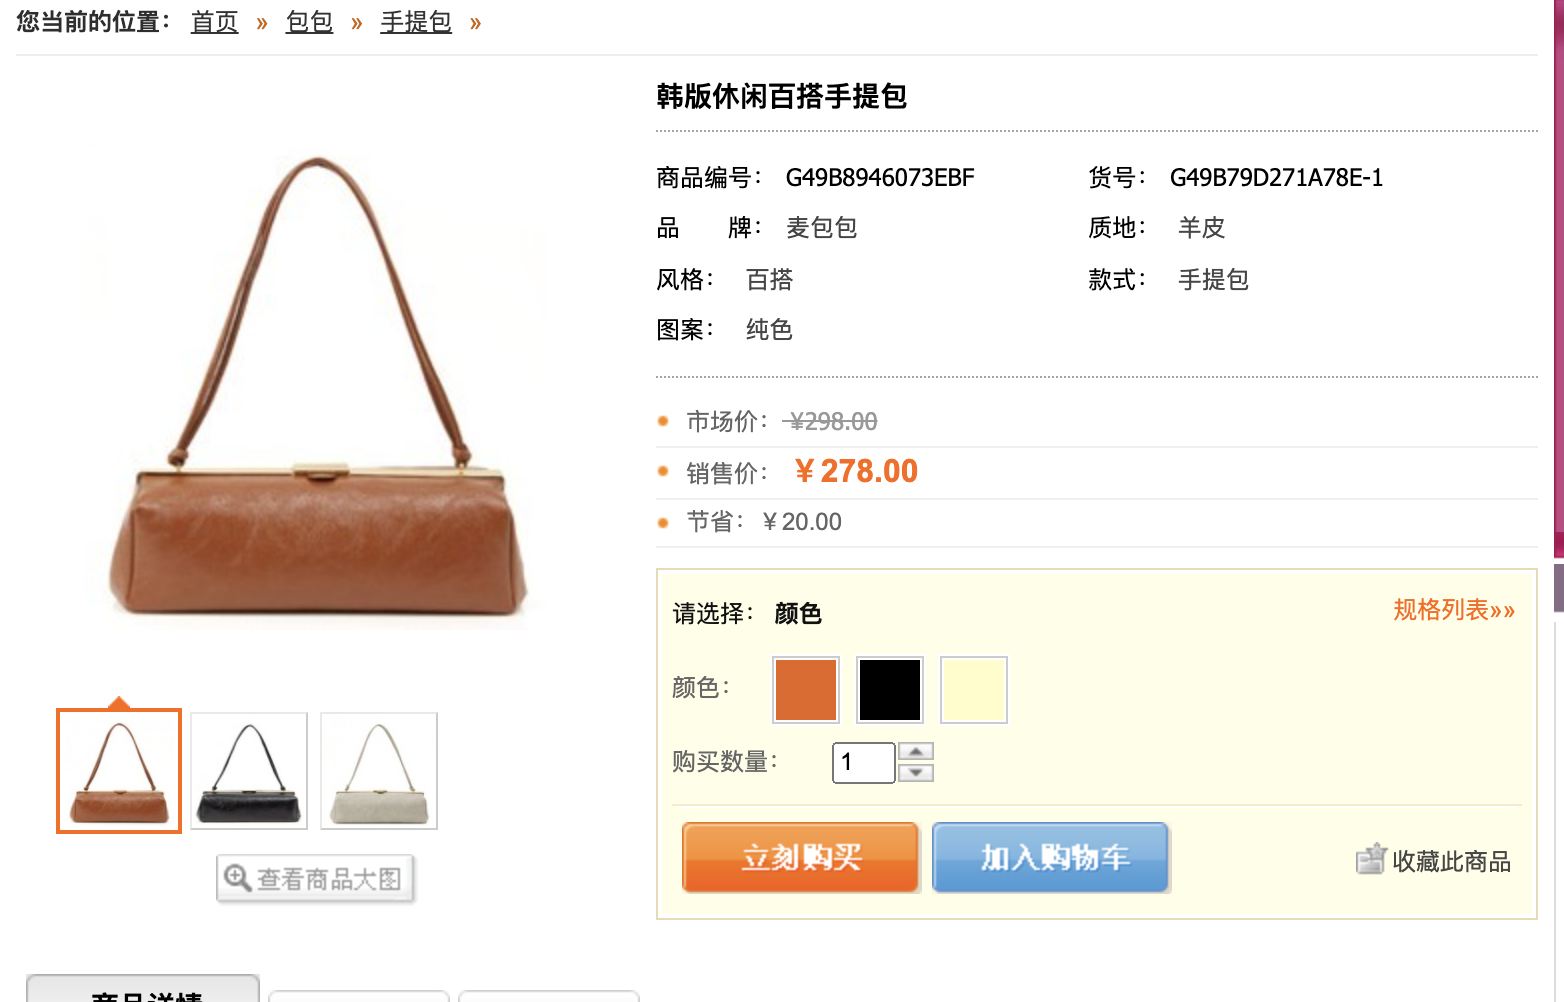 您当前的位置： 首页 » 包包 » 手提包 »
韩版休闲百搭手提包
商品编号： G49B8946073EBF 货号： G49B79D271A78E-1
品 牌： 麦包包 质地： 羊皮
风格： 百搭 款式： 手提包
图案： 纯色
市场价： ¥298.00
销售价： ¥278.00
节省： ¥20.00
请选择： 颜色 规格列表»»
颜色：
购买数量： 1
立刻购买 加入购物车 收藏此商品
查看商品大图
商品详情